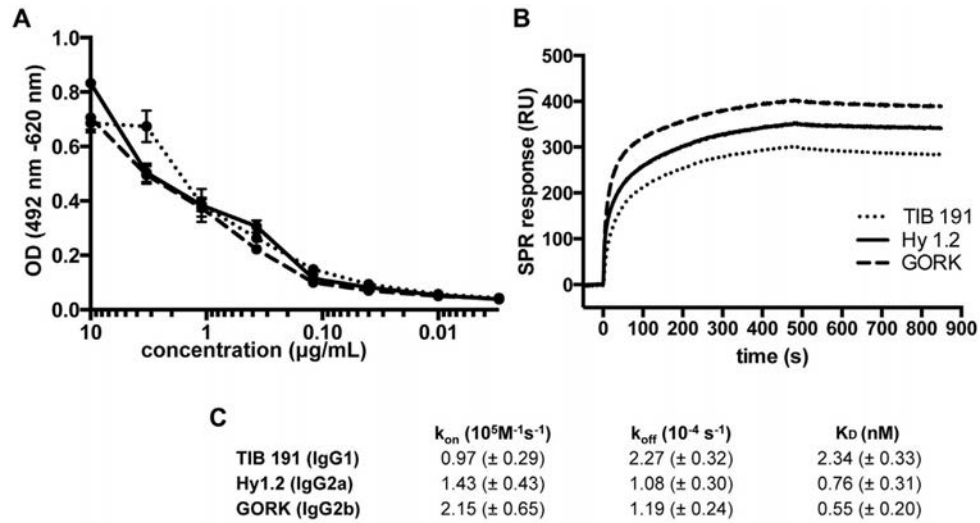 A
OD (492 nm -620 nm)
1.0
0.8
0.6
0.4
0.2
0.0
10 1 0.10 0.01
concentration (µg/mL)
B
SPR response (RU)
500
400
300
200
100
0
0 100 200 300 400 500 600 700 800 900
time (s)
TIB 191
Hy 1.2
GORK
C
kon (10⁵M⁻¹s⁻¹) koff (10⁻⁴ s⁻¹) KD (nM)
TIB 191 (IgG1) 0.97 (± 0.29) 2.27 (± 0.32) 2.34 (± 0.33)
Hy1.2 (IgG2a) 1.43 (± 0.43) 1.08 (± 0.30) 0.76 (± 0.31)
GORK (IgG2b) 2.15 (± 0.65) 1.19 (± 0.24) 0.55 (± 0.20)